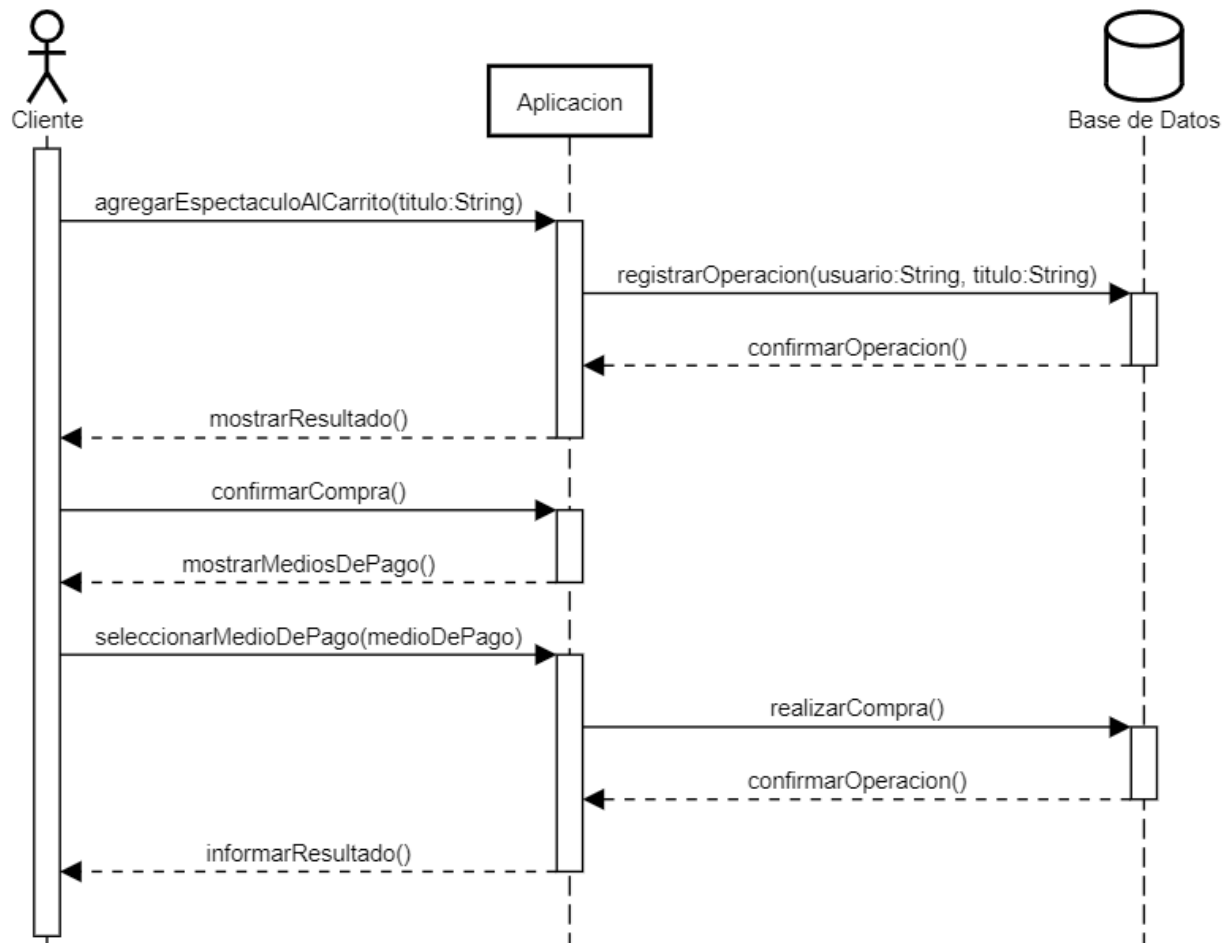 Cliente
Aplicacion
Base de Datos
agregarEspectaculoAlCarrito(titulo:String)
registrarOperacion(usuario:String, titulo:String)
confirmarOperacion()
mostrarResultado()
confirmarCompra()
mostrarMediosDePago()
seleccionarMedioDePago(medioDePago)
realizarCompra()
confirmarOperacion()
informarResultado()